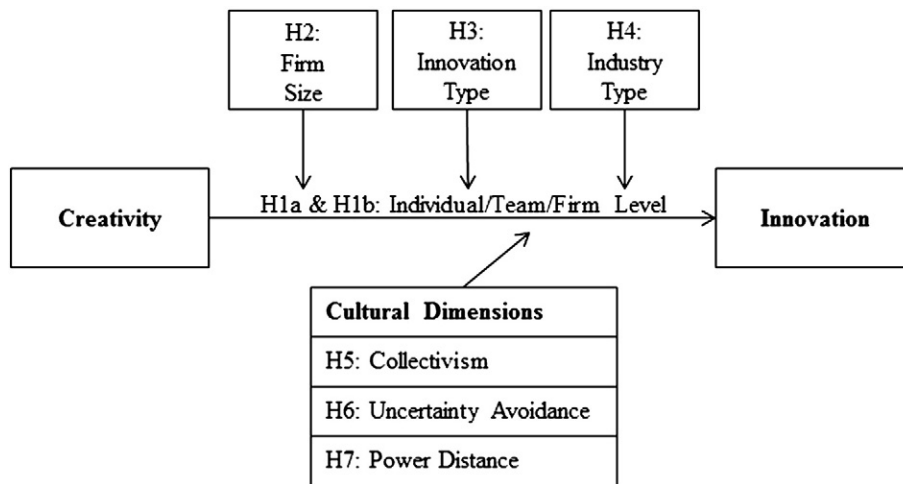 H2:
Firm
Size
H3:
Innovation
Type
H4:
Industry
Type
Creativity
H1a & H1b: Individual/Team/Firm Level
Innovation
Cultural Dimensions
H5: Collectivism
H6: Uncertainty Avoidance
H7: Power Distance